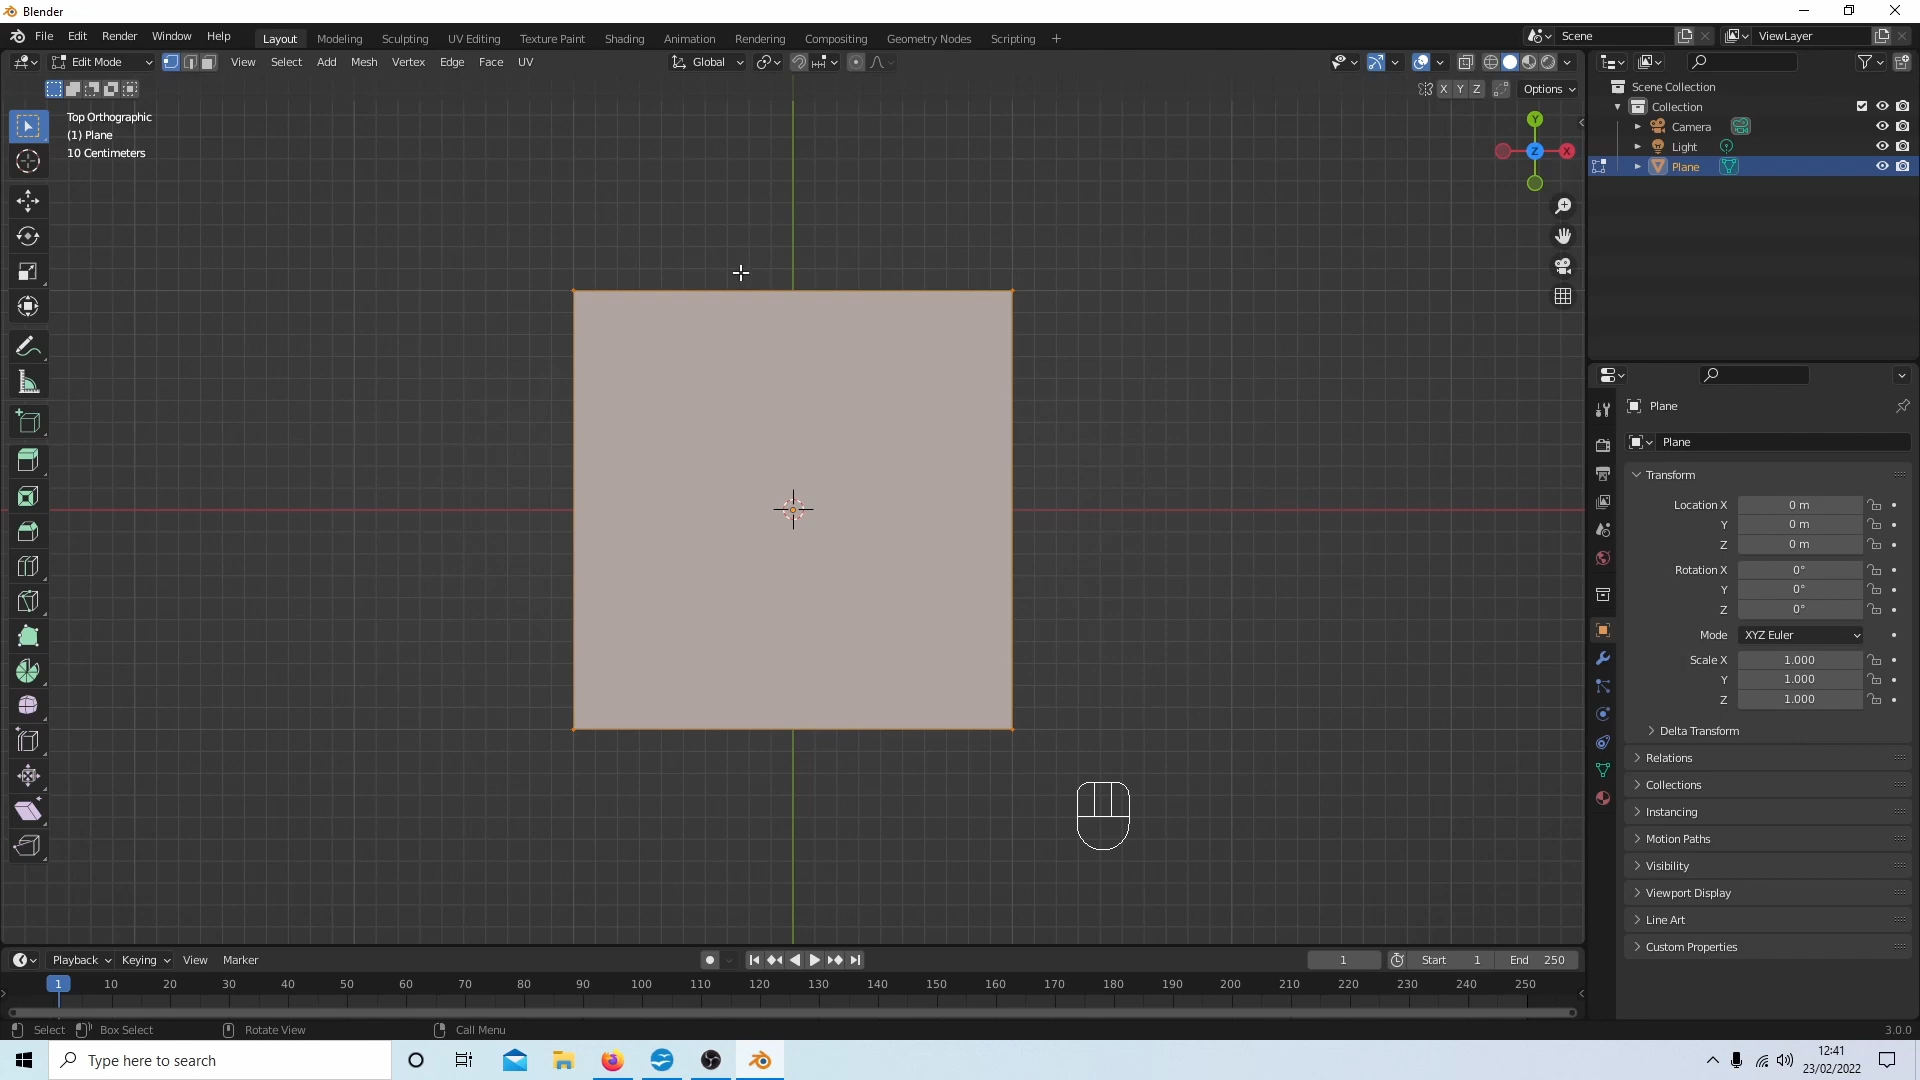 Blender
File Edit Render Window Help
Layout Modeling Sculpting UV Editing Texture Paint Shading Animation Rendering Compositing Geometry Nodes Scripting +
Scene
ViewLayer
Edit Mode
View Select Add Mesh Vertex Edge Face UV
Global
X Y Z
Options
Top Orthographic
(1) Plane
10 Centimeters
Y
Z
X
Scene Collection
Collection
Camera
Light
Plane
Plane
Plane
Transform
Location X 0 m
Y 0 m
Z 0 m
Rotation X 0°
Y 0°
Z 0°
Mode XYZ Euler
Scale X 1.000
Y 1.000
Z 1.000
Delta Transform
Relations
Collections
Instancing
Motion Paths
Visibility
Viewport Display
Line Art
Custom Properties
Playback Keying View Marker
1
Start 1
End 250
1 10 20 30 40 50 60 70 80 90 100 110 120 130 140 150 160 170 180 190 200 210 220 230 240 250
Select Box Select Rotate View Call Menu
3.0.0
Type here to search
12:41
23/02/2022